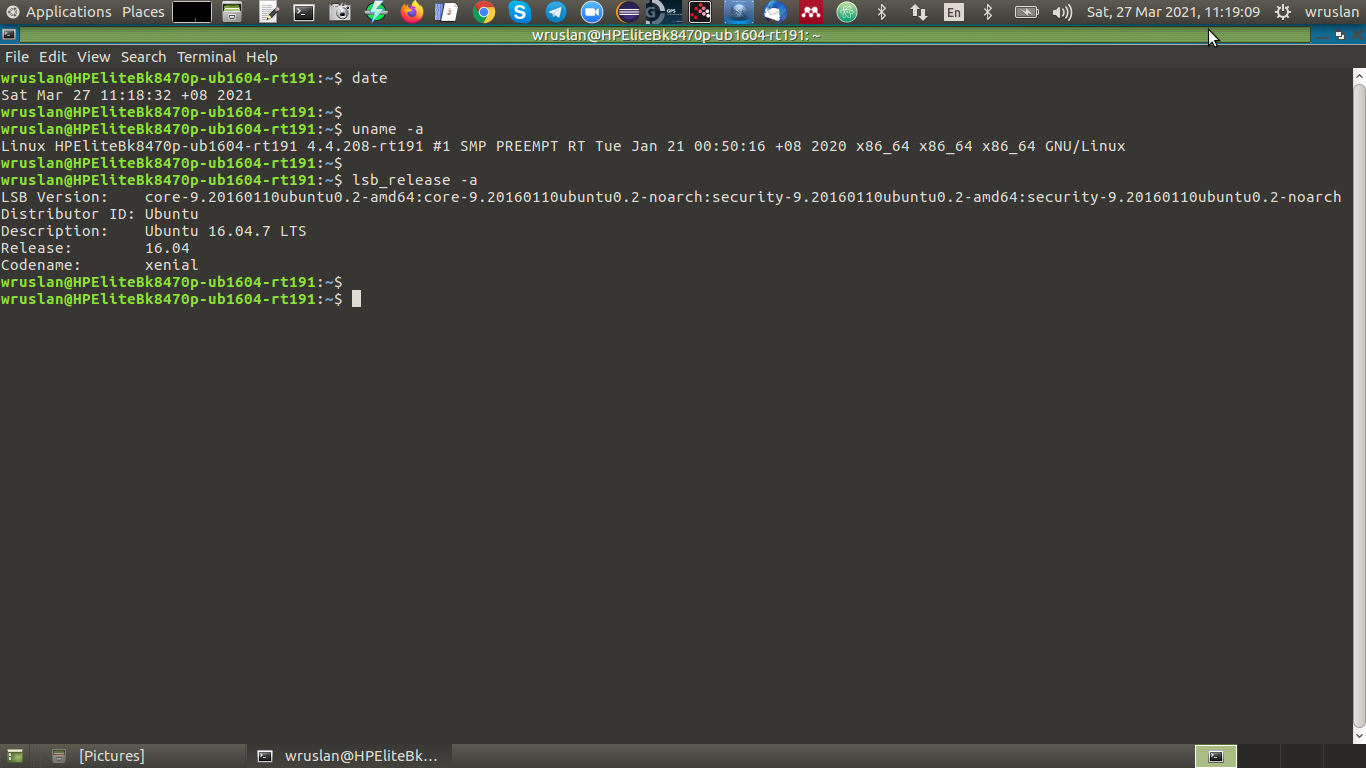 Applications Places En Sat, 27 Mar 2021, 11:19:09 wruslan
wruslan@HPEliteBk8470p-ub1604-rt191: ~
File Edit View Search Terminal Help
wruslan@HPEliteBk8470p-ub1604-rt191:~$ date
Sat Mar 27 11:18:32 +08 2021
wruslan@HPEliteBk8470p-ub1604-rt191:~$
wruslan@HPEliteBk8470p-ub1604-rt191:~$ uname -a
Linux HPEliteBk8470p-ub1604-rt191 4.4.208-rt191 #1 SMP PREEMPT RT Tue Jan 21 00:50:16 +08 2020 x86_64 x86_64 x86_64 GNU/Linux
wruslan@HPEliteBk8470p-ub1604-rt191:~$
wruslan@HPEliteBk8470p-ub1604-rt191:~$ lsb_release -a
LSB Version:    core-9.20160110ubuntu0.2-amd64:core-9.20160110ubuntu0.2-noarch:security-9.20160110ubuntu0.2-amd64:security-9.20160110ubuntu0.2-noarch
Distributor ID: Ubuntu
Description:    Ubuntu 16.04.7 LTS
Release:        16.04
Codename:       xenial
wruslan@HPEliteBk8470p-ub1604-rt191:~$
wruslan@HPEliteBk8470p-ub1604-rt191:~$
[Pictures] wruslan@HPEliteBk...